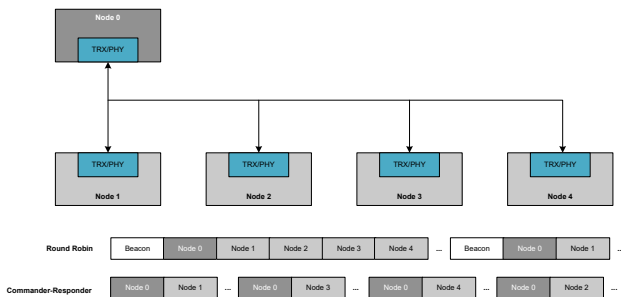 Node 0
TRX/PHY
TRX/PHY TRX/PHY TRX/PHY TRX/PHY
Node 1 Node 2 Node 3 Node 4
Round Robin Beacon Node 0 Node 1 Node 2 Node 3 Node 4 ... Beacon Node 0 Node 1 ...
Commander-Responder Node 0 Node 1 ... Node 0 Node 3 ... Node 0 Node 4 ... Node 0 Node 2 ...